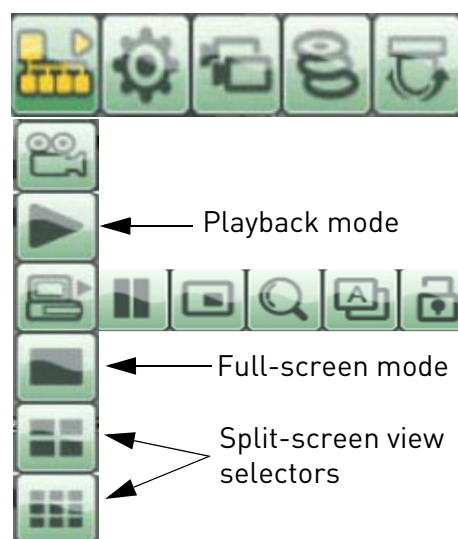 Playback mode
A
Full-screen mode
Split-screen view
selectors